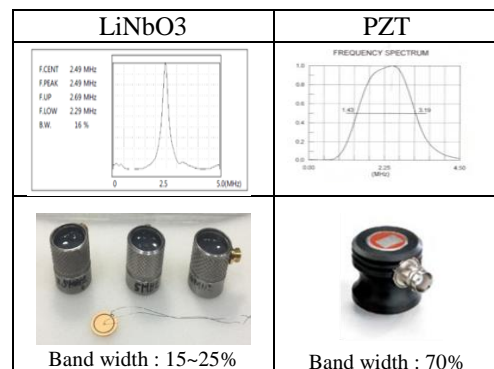 LiNbO3
PZT
F.CENT 2.49 MHz
F.PEAK 2.49 MHz
F.UP 2.69 MHz
F.LOW 2.29 MHz
B.W. 16 %
0 2.5 5.0(MHz)
FREQUENCY SPECTRUM
1.0
0.8
0.6
1.43 3.19
0.4
0.2
0.00 2.25 4.50
(MHz)
Band width : 15~25%
Band width : 70%